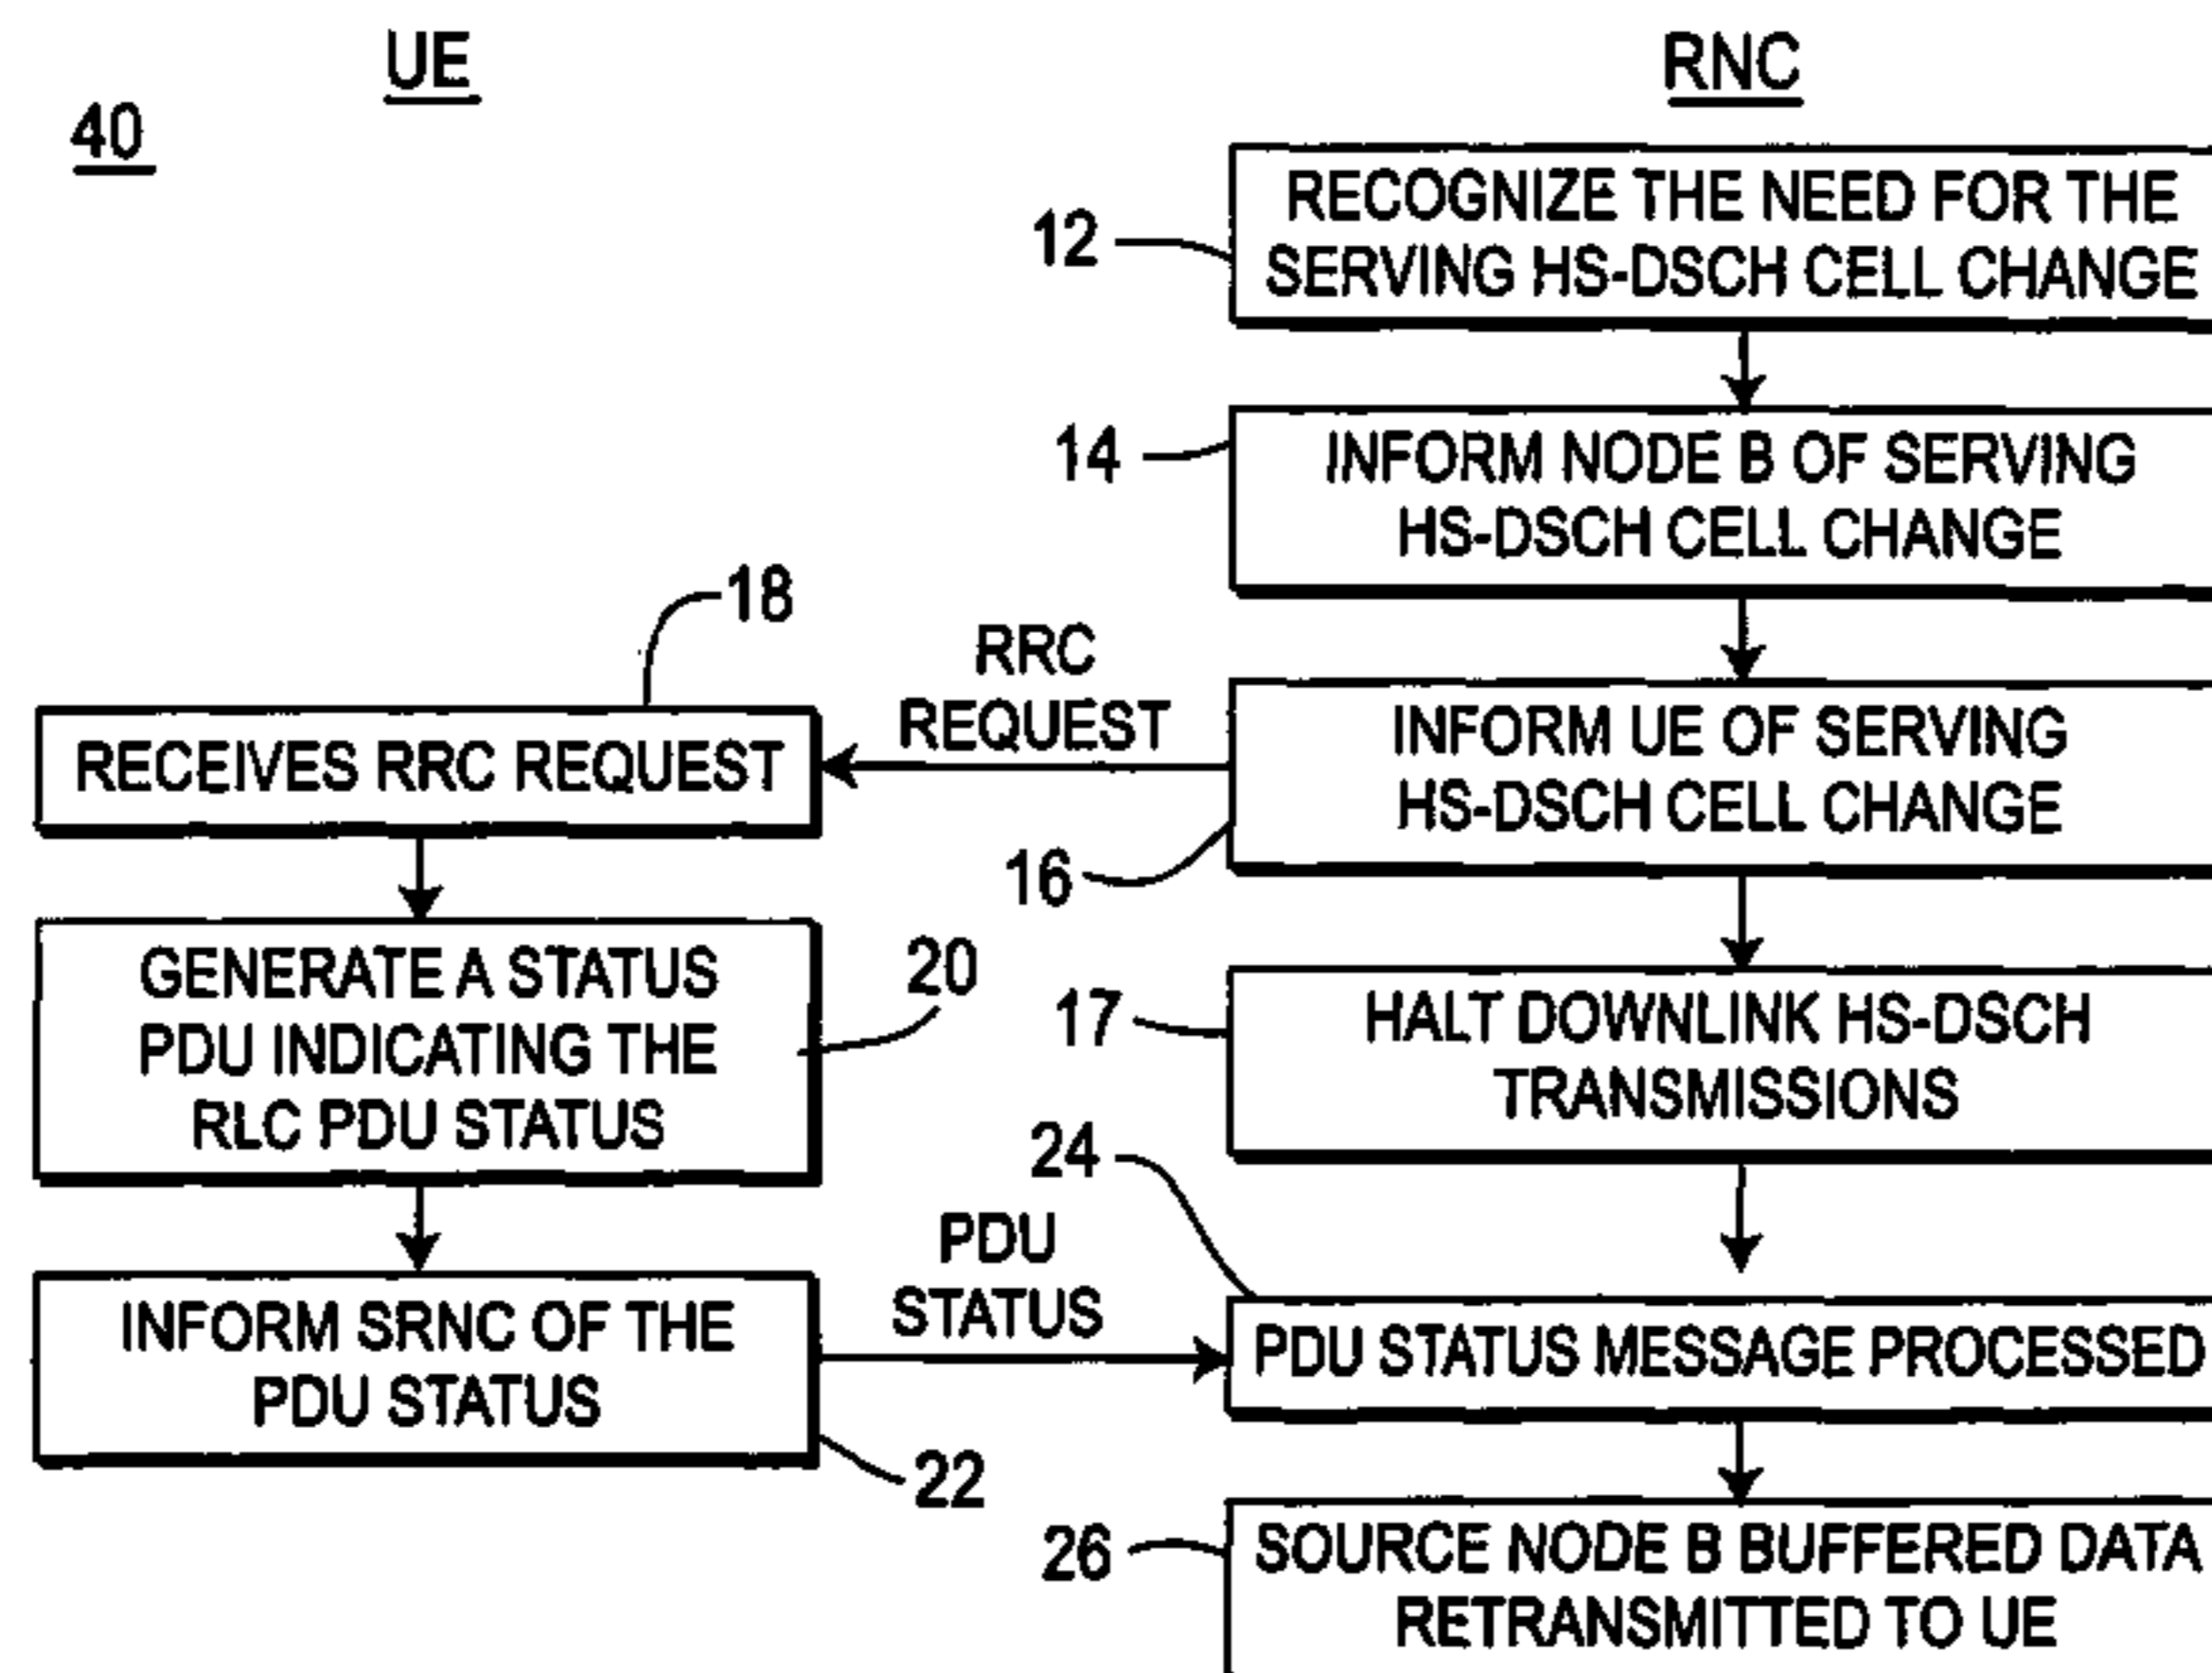 UE
RNC
40
12
RECOGNIZE THE NEED FOR THE
SERVING HS-DSCH CELL CHANGE
14
INFORM NODE B OF SERVING
HS-DSCH CELL CHANGE
18
RRC
REQUEST
RECEIVES RRC REQUEST
INFORM UE OF SERVING
HS-DSCH CELL CHANGE
16
GENERATE A STATUS
PDU INDICATING THE
RLC PDU STATUS
20
17
HALT DOWNLINK HS-DSCH
TRANSMISSIONS
24
INFORM SRNC OF THE
PDU STATUS
PDU
STATUS
PDU STATUS MESSAGE PROCESSED
22
26
SOURCE NODE B BUFFERED DATA
RETRANSMITTED TO UE